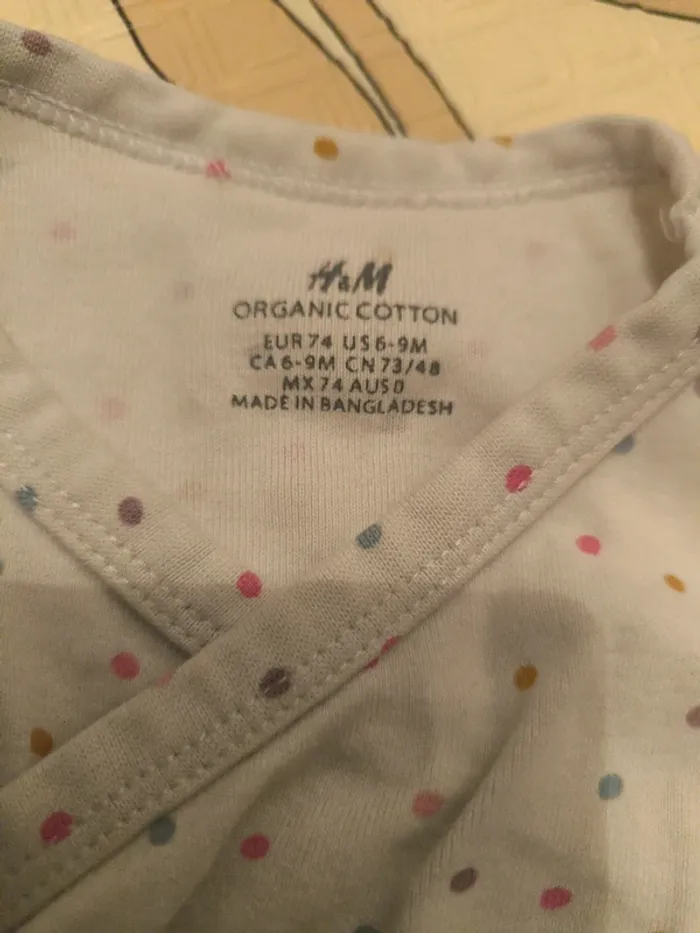 H&M
ORGANIC COTTON
EUR 74 US 6-9M
CA 6-9M CN 73/48
MX 74 AUS 0
MADE IN BANGLADESH